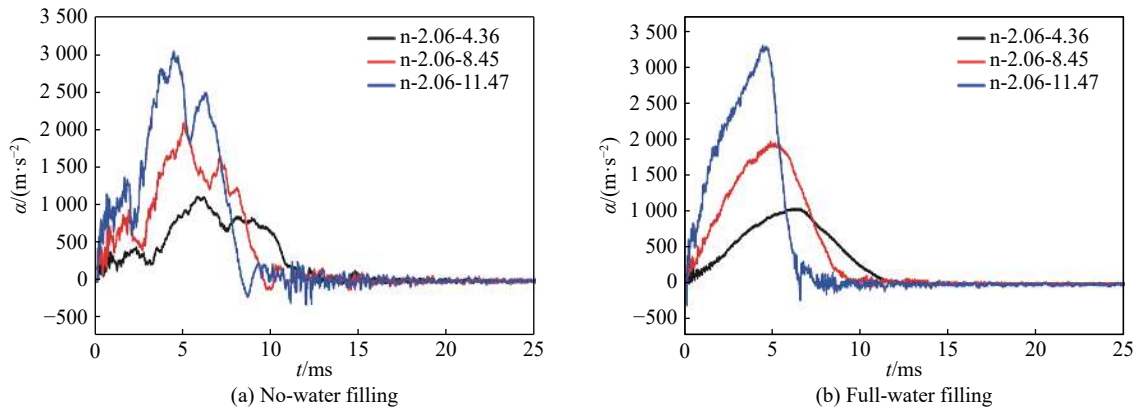 3 500
3 000
2 500
2 000
1 500
1 000
500
0
−500
α/(m·s⁻²)
n-2.06-4.36
n-2.06-8.45
n-2.06-11.47
0 5 10 15 20 25
t/ms
(a) No-water filling
3 500
3 000
2 500
2 000
1 500
1 000
500
0
−500
α/(m·s⁻²)
n-2.06-4.36
n-2.06-8.45
n-2.06-11.47
0 5 10 15 20 25
t/ms
(b) Full-water filling